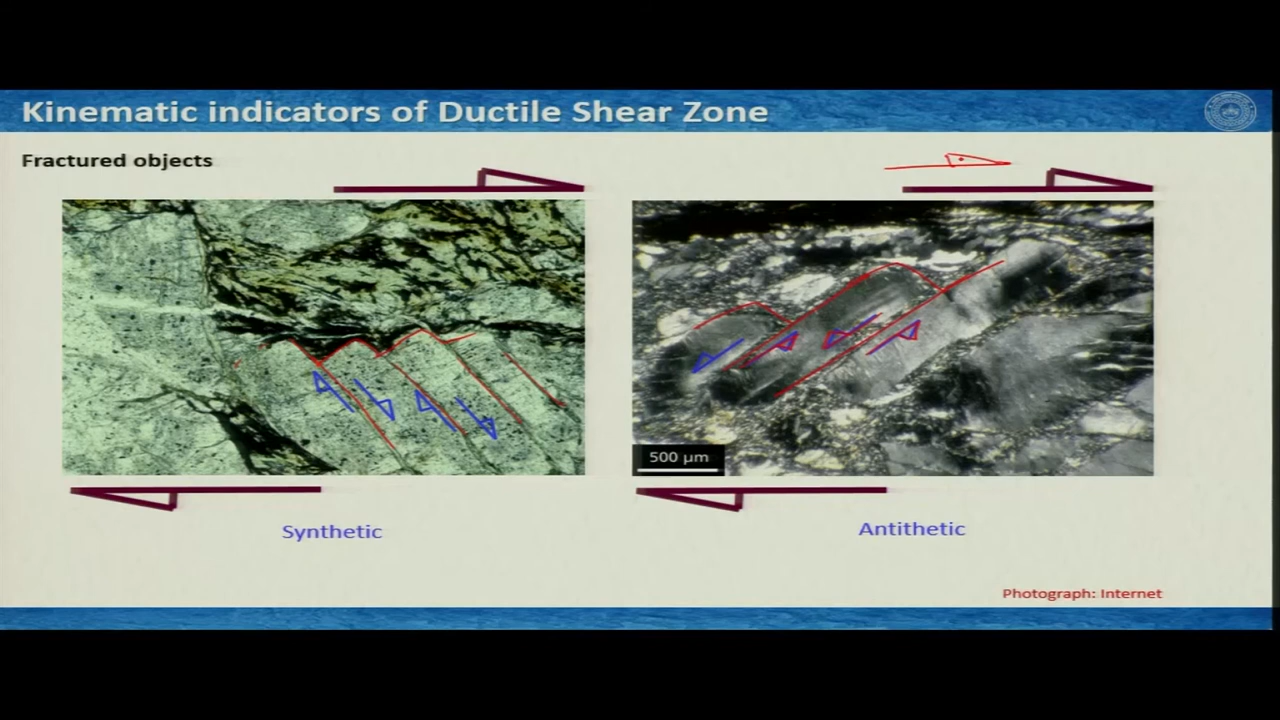 Kinematic indicators of Ductile Shear Zone
Fractured objects
500 µm
Synthetic
Antithetic
Photograph: Internet